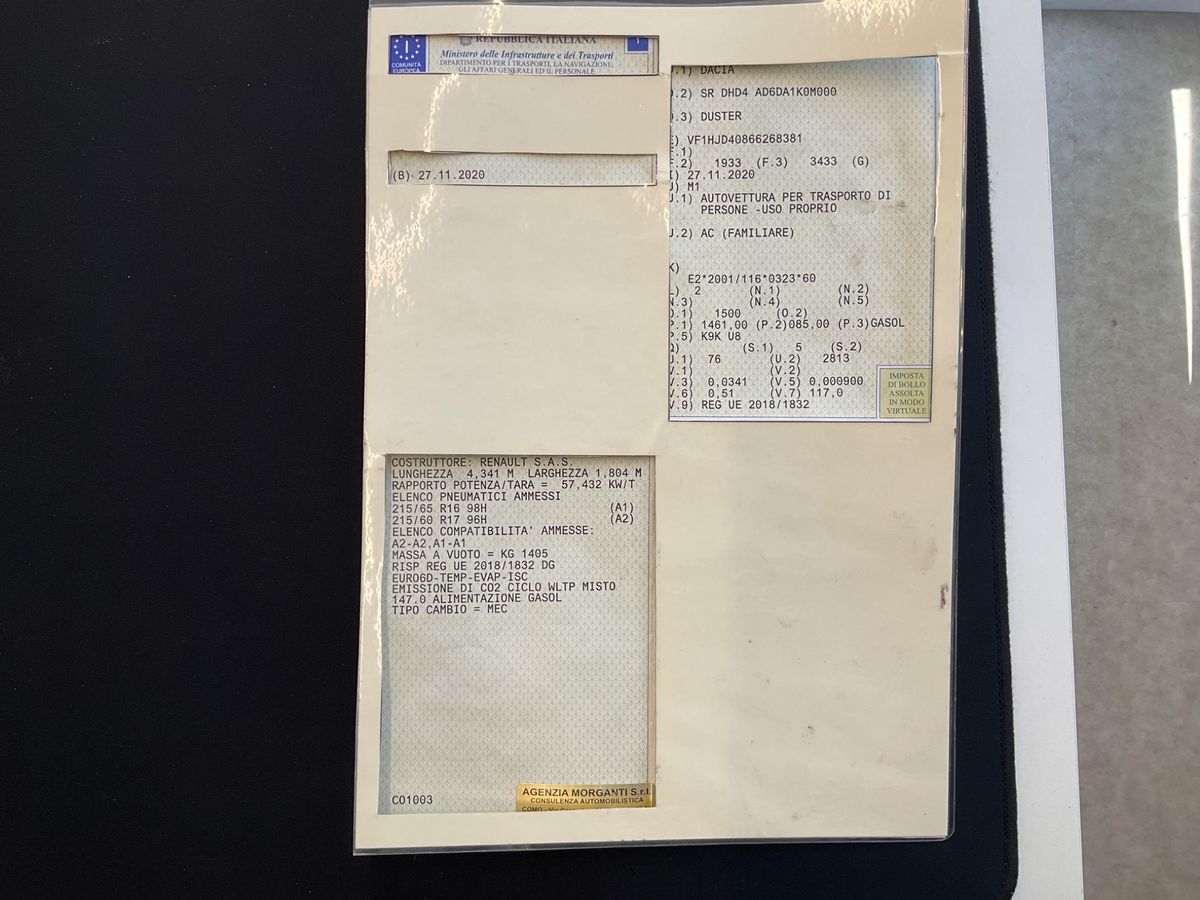 REPUBBLICA ITALIANA
Ministero delle Infrastrutture e dei Trasporti
DIPARTIMENTO PER I TRASPORTI, LA NAVIGAZIONE,
GLI AFFARI GENERALI ED IL PERSONALE
I
COMUNITÀ
EUROPEA
1
(B) 27.11.2020
.1) DACIA
.2) SR DHD4 AD6DA1K0M000
.3) DUSTER
) VF1HJD40866268381
.1)
.2) 1933 (F.3) 3433 (G)
) 27.11.2020
) M1
.1) AUTOVETTURA PER TRASPORTO DI
PERSONE -USO PROPRIO
.2) AC (FAMILIARE)
K)
E2*2001/116*0323*60
) 2 (N.1) (N.2)
N.3) (N.4) (N.5)
.1) 1500 (O.2)
P.1) 1461,00 (P.2)085,00 (P.3)GASOL
P.5) K9K U8
Q) (S.1) 5 (S.2)
U.1) 76 (U.2) 2813
V.1) (V.2)
V.3) 0,0341 (V.5) 0,000900
V.6) 0,51 (V.7) 117,0
V.9) REG UE 2018/1832
IMPOSTA
DI BOLLO
ASSOLTA
IN MODO
VIRTUALE
COSTRUTTORE: RENAULT S.A.S.
LUNGHEZZA 4,341 M LARGHEZZA 1,804 M
RAPPORTO POTENZA/TARA = 57,432 KW/T
ELENCO PNEUMATICI AMMESSI
215/65 R16 98H (A1)
215/60 R17 96H (A2)
ELENCO COMPATIBILITA' AMMESSE:
A2-A2,A1-A1
MASSA A VUOTO = KG 1405
RISP REG UE 2018/1832 DG
EURO6D-TEMP-EVAP-ISC
EMISSIONE DI CO2 CICLO WLTP MISTO
147.0 ALIMENTAZIONE GASOL
TIPO CAMBIO = MEC
CO1003
AGENZIA MORGANTI S.r.l.
CONSULENZA AUTOMOBILISTICA
COMO - Via